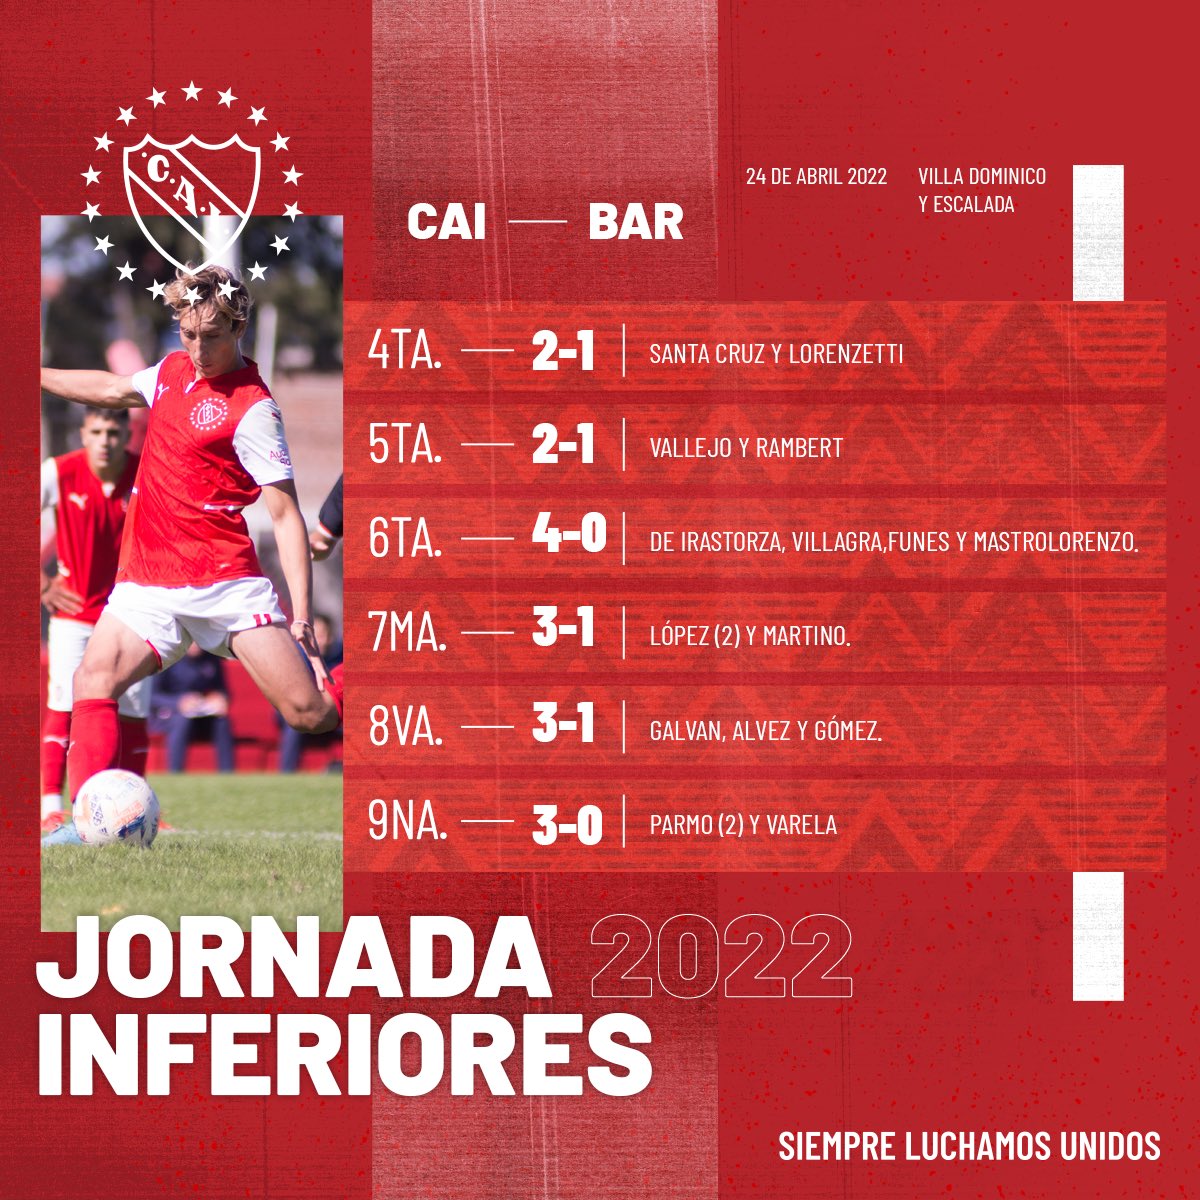 C.A.I
CAI — BAR
24 DE ABRIL 2022
VILLA DOMINICO
Y ESCALADA
4TA. — 2-1 | SANTA CRUZ Y LORENZETTI
5TA. — 2-1 | VALLEJO Y RAMBERT
6TA. — 4-0 | DE IRASTORZA, VILLAGRA,FUNES Y MASTROLORENZO.
7MA. — 3-1 | LÓPEZ (2) Y MARTINO.
8VA. — 3-1 | GALVAN, ALVEZ Y GÓMEZ.
9NA. — 3-0 | PARMO (2) Y VARELA
JORNADA 2022
INFERIORES
SIEMPRE LUCHAMOS UNIDOS